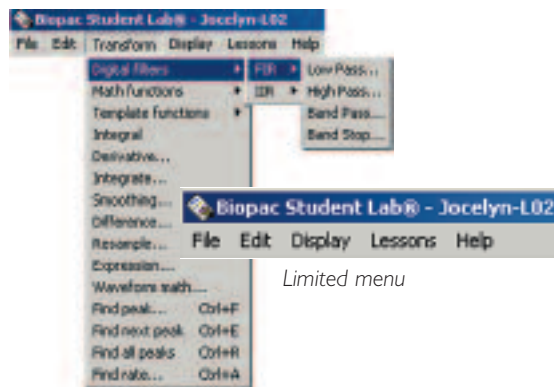 Biopac Student Lab® - Jocelyn-L02
File Edit Transform Display Lessons Help
Digital filters FIR Low Pass...
Math functions IIR High Pass...
Template functions Band Pass...
Integral Band Stop...
Derivative...
Integrate...
Smoothing...
Difference...
Resample...
Expression...
Waveform math...
Find peak... Ctrl+F
Find next peak Ctrl+E
Find all peaks Ctrl+R
Find rate... Ctrl+A
Biopac Student Lab® - Jocelyn-L02
File Edit Display Lessons Help
Limited menu